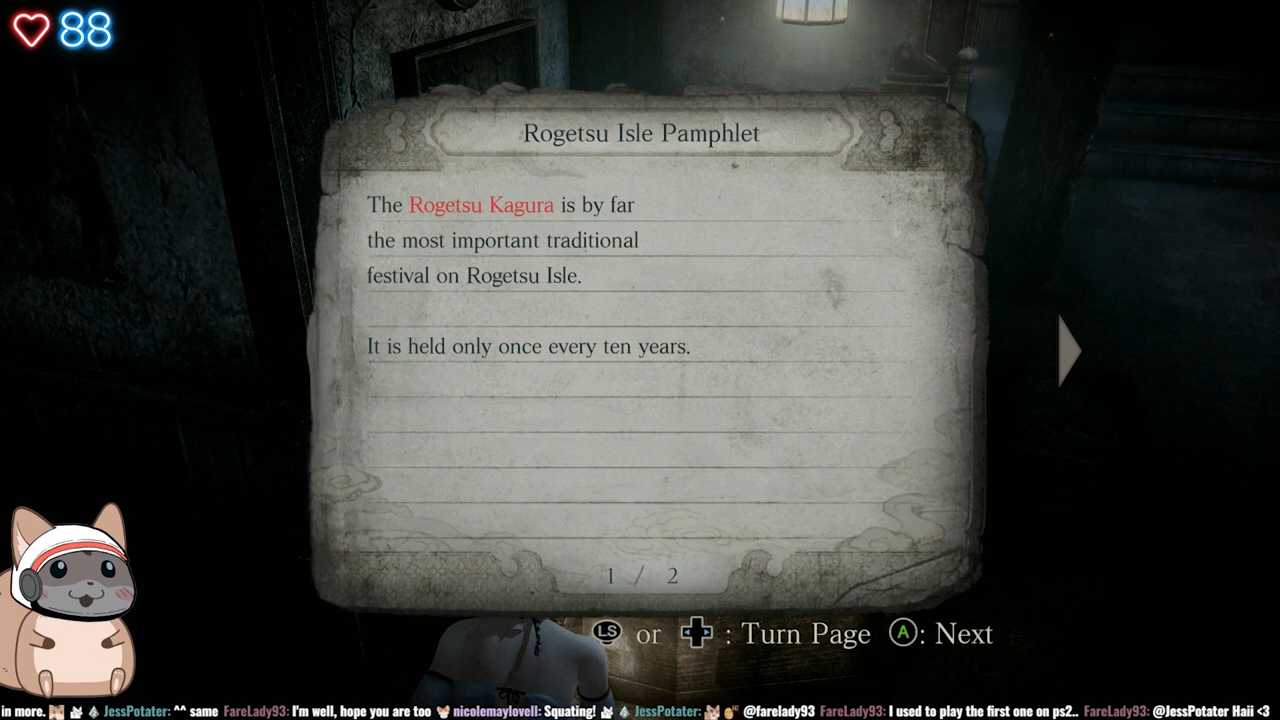 88
Rogetsu Isle Pamphlet
The Rogetsu Kagura is by far
the most important traditional
festival on Rogetsu Isle.
It is held only once every ten years.
1 / 2
LS or : Turn Page A: Next
in more. JessPotater: ^^ same FareLady93: I'm well, hope you are too nicolemaylovell: Squating! JessPotater: @farelady93 FareLady93: I used to play the first one on ps2.. FareLady93: @JessPotater Haii <3